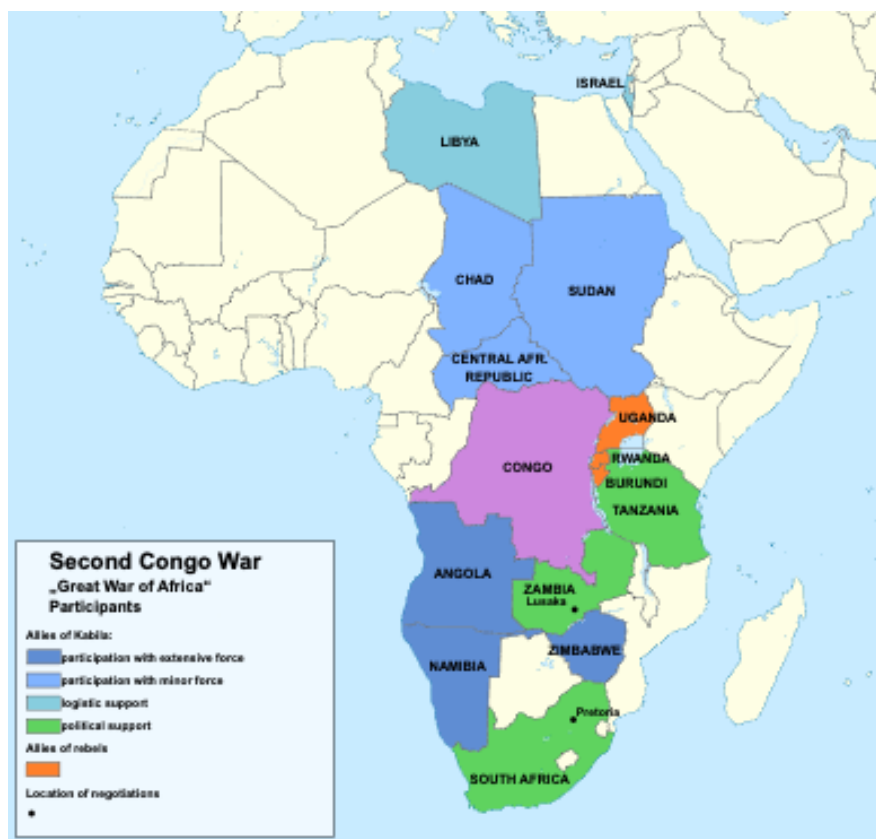 ISRAEL
LIBYA
CHAD
SUDAN
CENTRAL AFR.
REPUBLIC
UGANDA
RWANDA
CONGO
BURUNDI
TANZANIA
ANGOLA
ZAMBIA
Lusaka
ZIMBABWE
NAMIBIA
Pretoria
SOUTH AFRICA
Second Congo War
„Great War of Africa“
Participants
Allies of Kabila:
participation with extensive force
participation with minor force
logistic support
political support
Allies of rebels
Location of negotiations